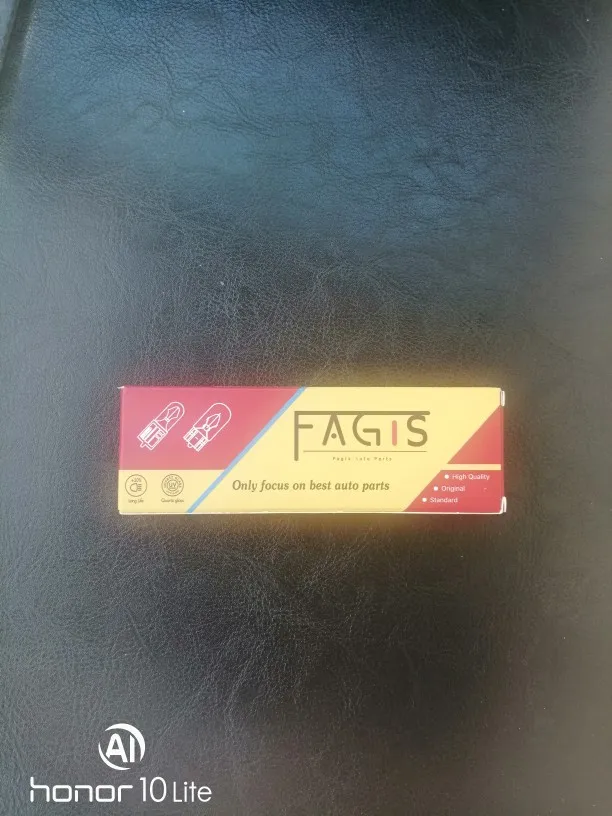 FAGIS
Fagis Auto Parts
Only focus on best auto parts
High Quality
Original
Standard
Long Life
Quartz glass
UV
AI
honor 10 Lite